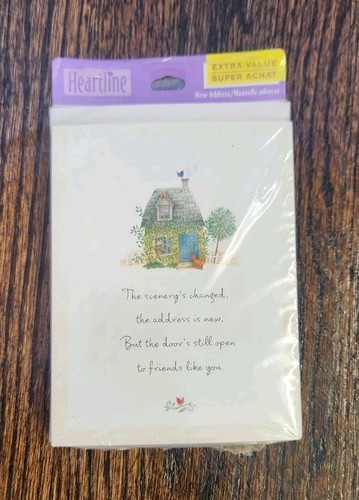 Heartline
EXTRA VALUE
SUPER ACHAT
New Address/Nouvelle adresse
The scenery's changed,
the address is new,
But the door's still open
to friends like you.